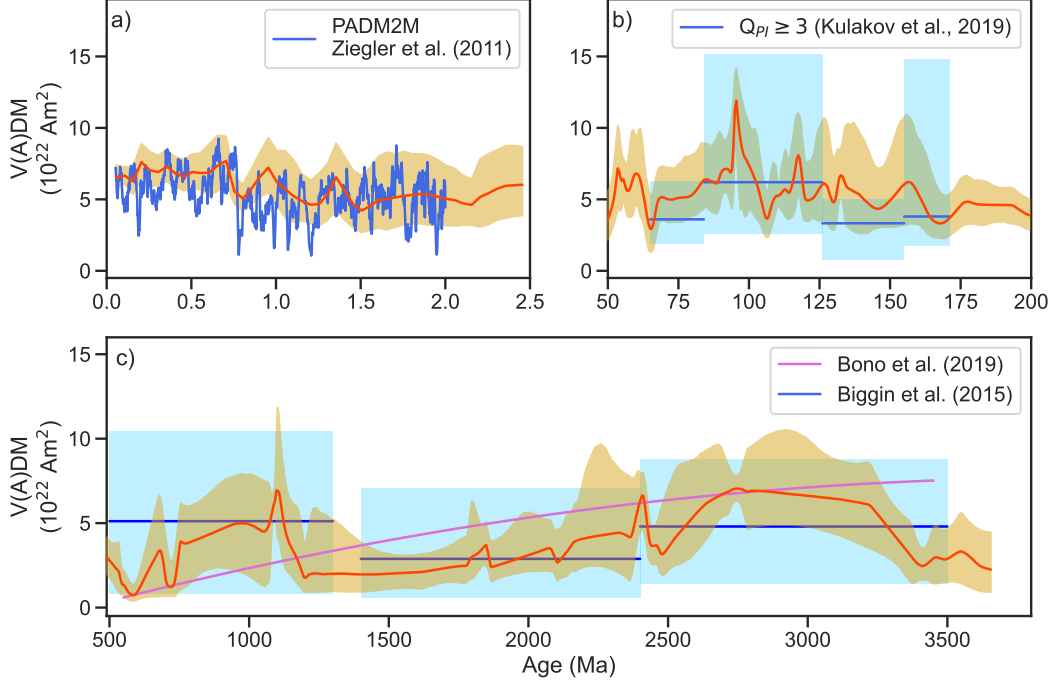 a)
PADM2M
Ziegler et al. (2011)
V(A)DM
(10²² Am²)
15
10
5
0
0.0 0.5 1.0 1.5 2.0 2.5
b)
Q_PI ≥ 3 (Kulakov et al., 2019)
15
10
5
0
50 75 100 125 150 175 200
c)
Bono et al. (2019)
Biggin et al. (2015)
V(A)DM
(10²² Am²)
15
10
5
0
500 1000 1500 2000 2500 3000 3500
Age (Ma)